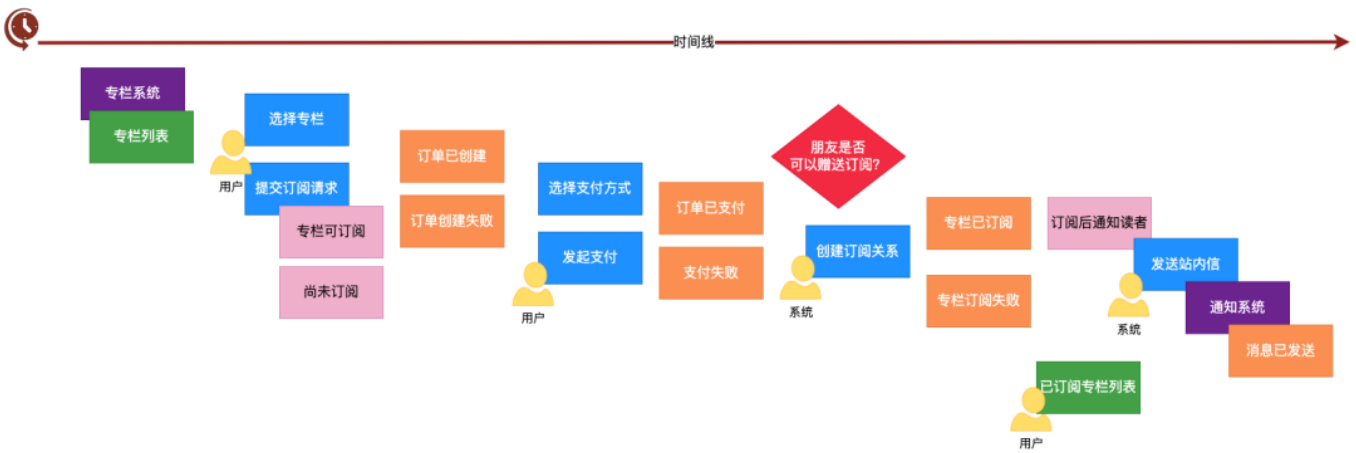 时间线
专栏系统
专栏列表
选择专栏
用户
提交订阅请求
专栏可订阅
尚未订阅
订单已创建
订单创建失败
选择支付方式
发起支付
用户
订单已支付
支付失败
朋友是否
可以赠送订阅?
创建订阅关系
系统
专栏已订阅
专栏订阅失败
订阅后通知读者
发送站内信
系统
通知系统
消息已发送
已订阅专栏列表
用户